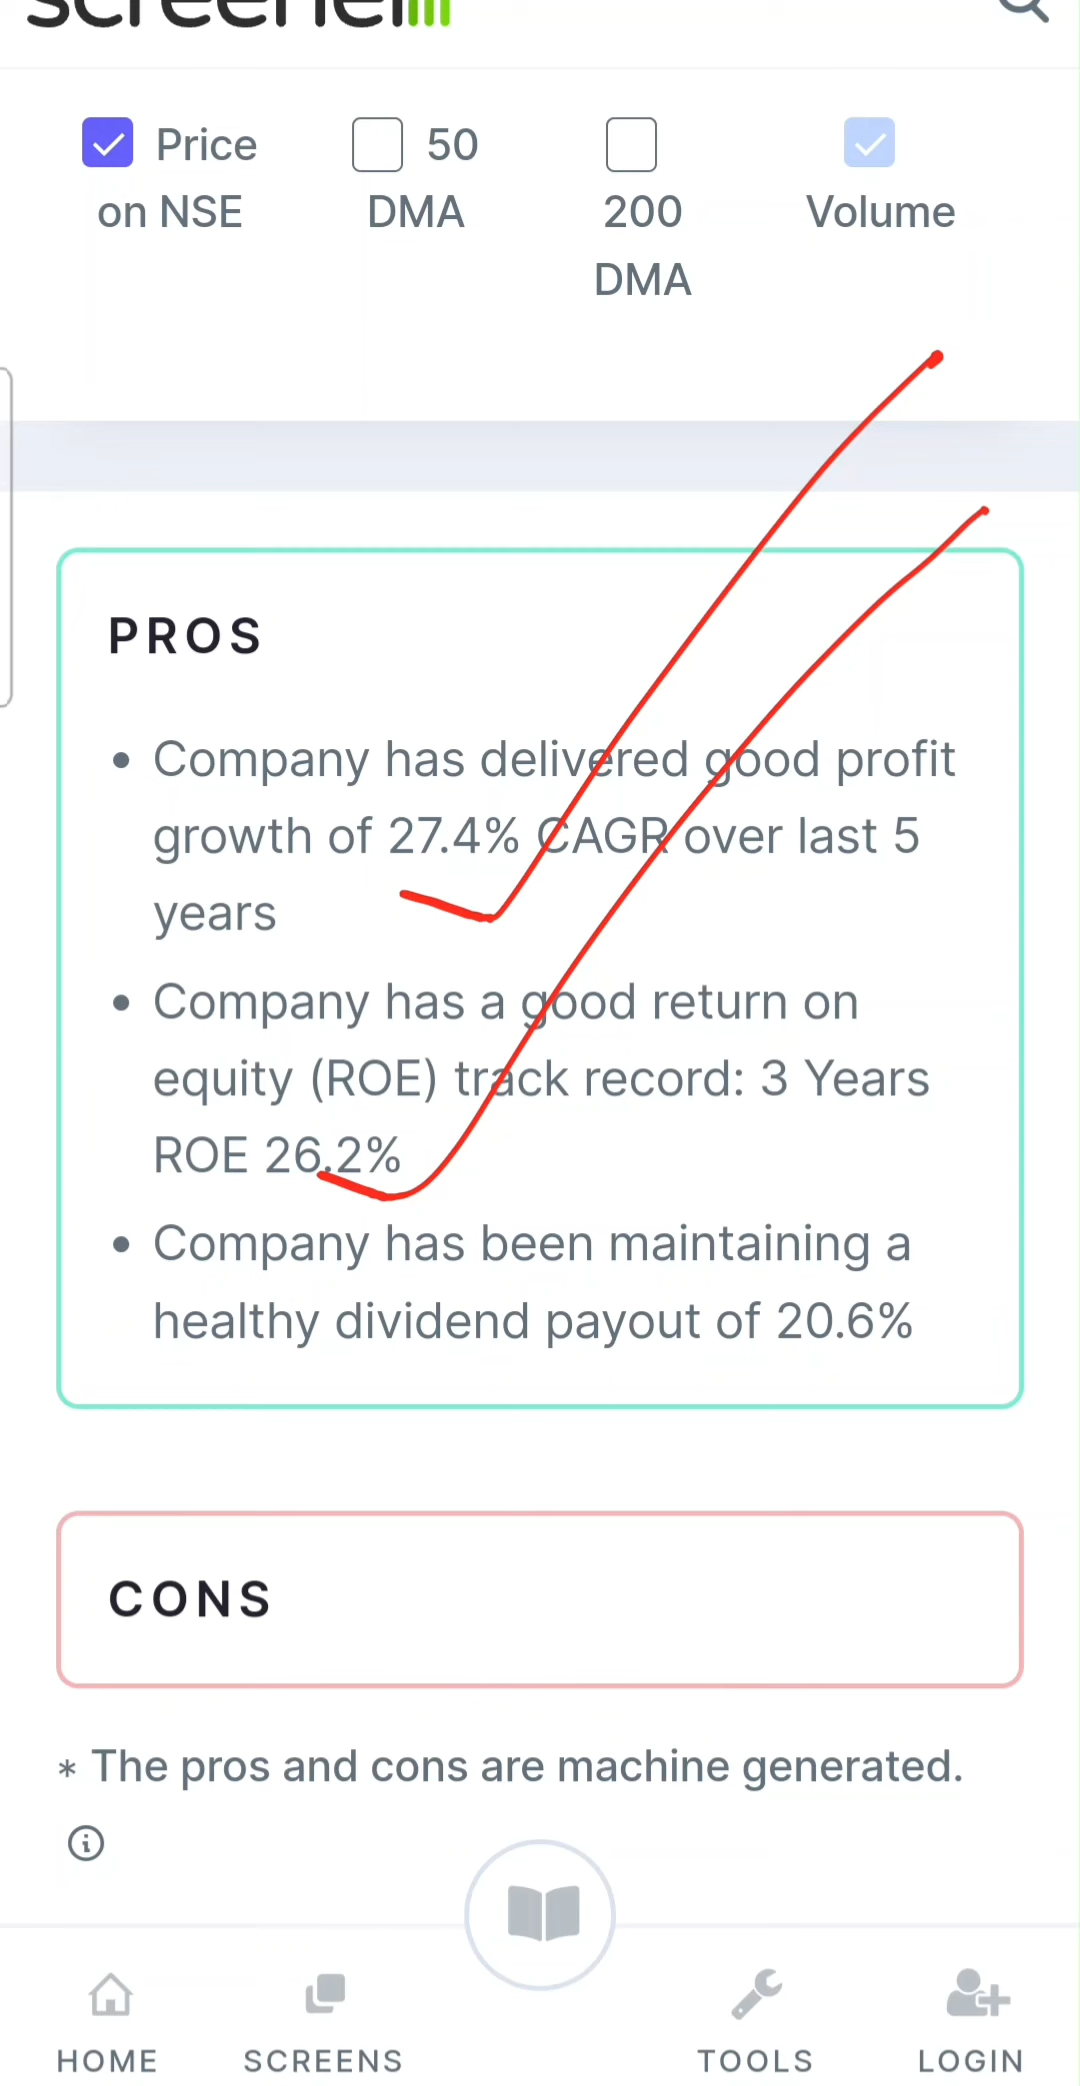 screener
Price on NSE
50 DMA
200 DMA
Volume
PROS
• Company has delivered good profit
growth of 27.4% CAGR over last 5
years
• Company has a good return on
equity (ROE) track record: 3 Years
ROE 26.2%
• Company has been maintaining a
healthy dividend payout of 20.6%
CONS
* The pros and cons are machine generated.
HOME
SCREENS
TOOLS
LOGIN